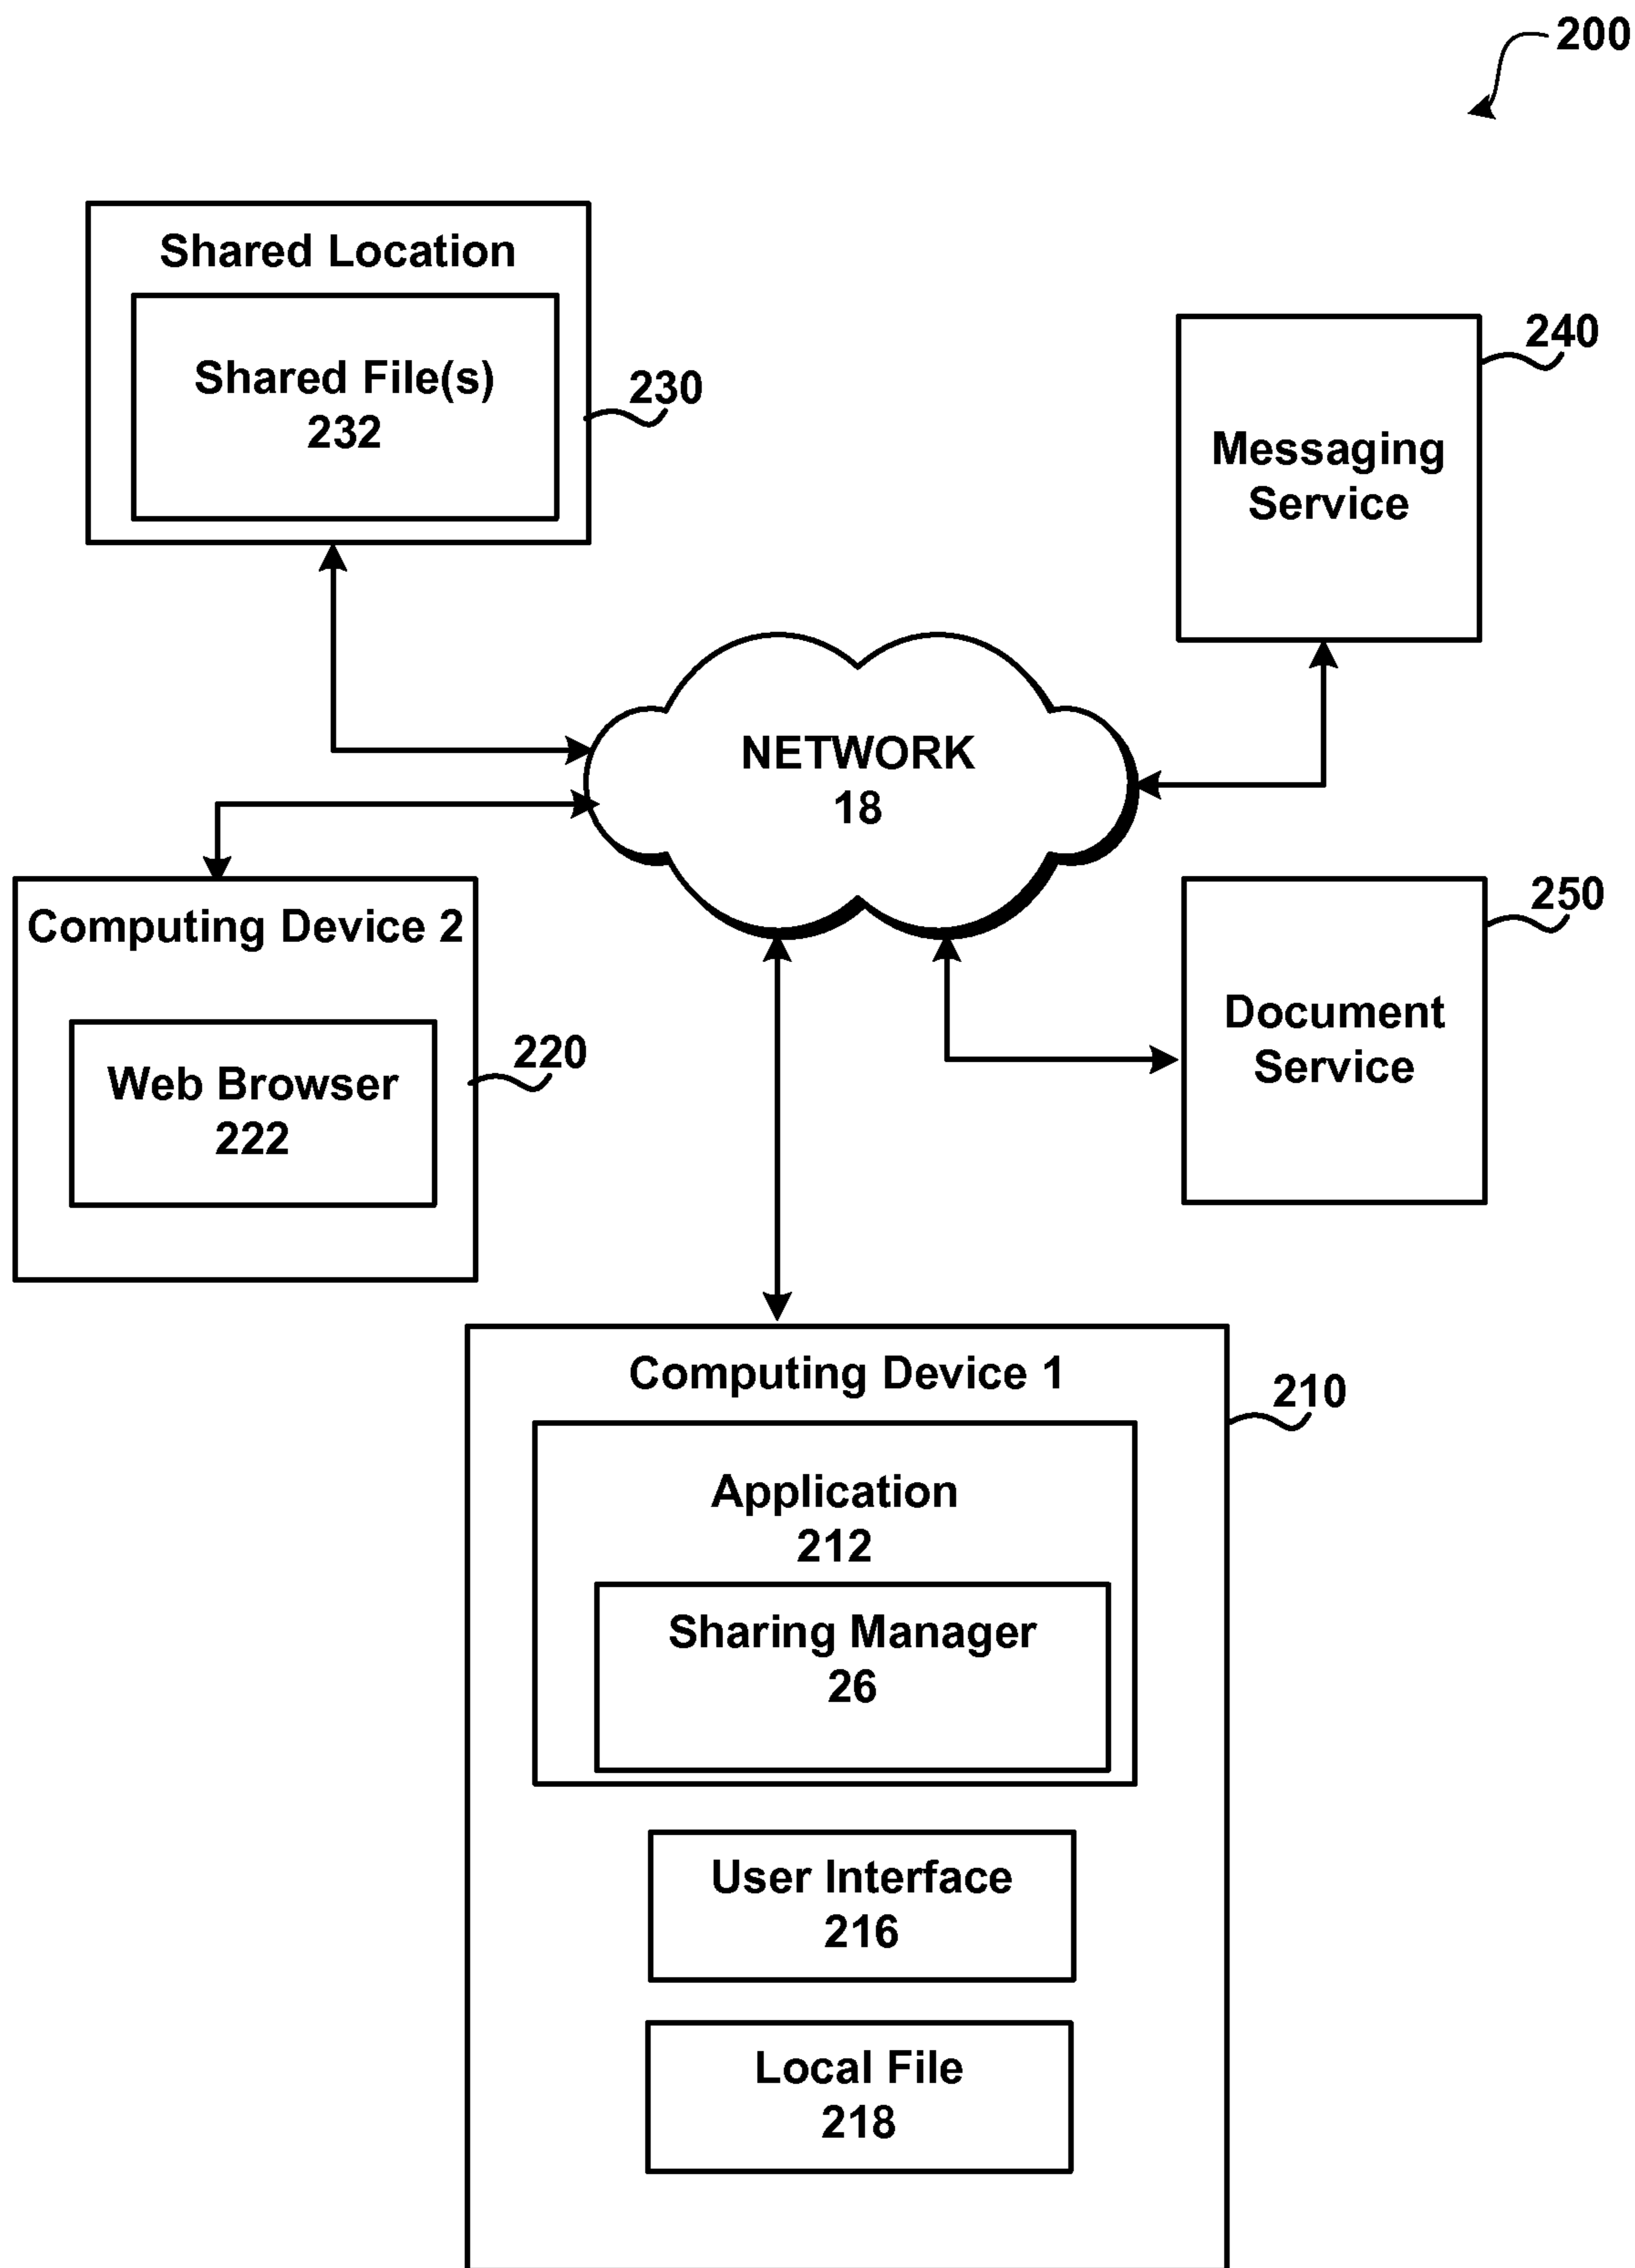 200
Shared Location
Shared File(s)
232
230
240
Messaging
Service
NETWORK
18
Computing Device 2
Web Browser
222
220
250
Document
Service
Computing Device 1
210
Application
212
Sharing Manager
26
User Interface
216
Local File
218